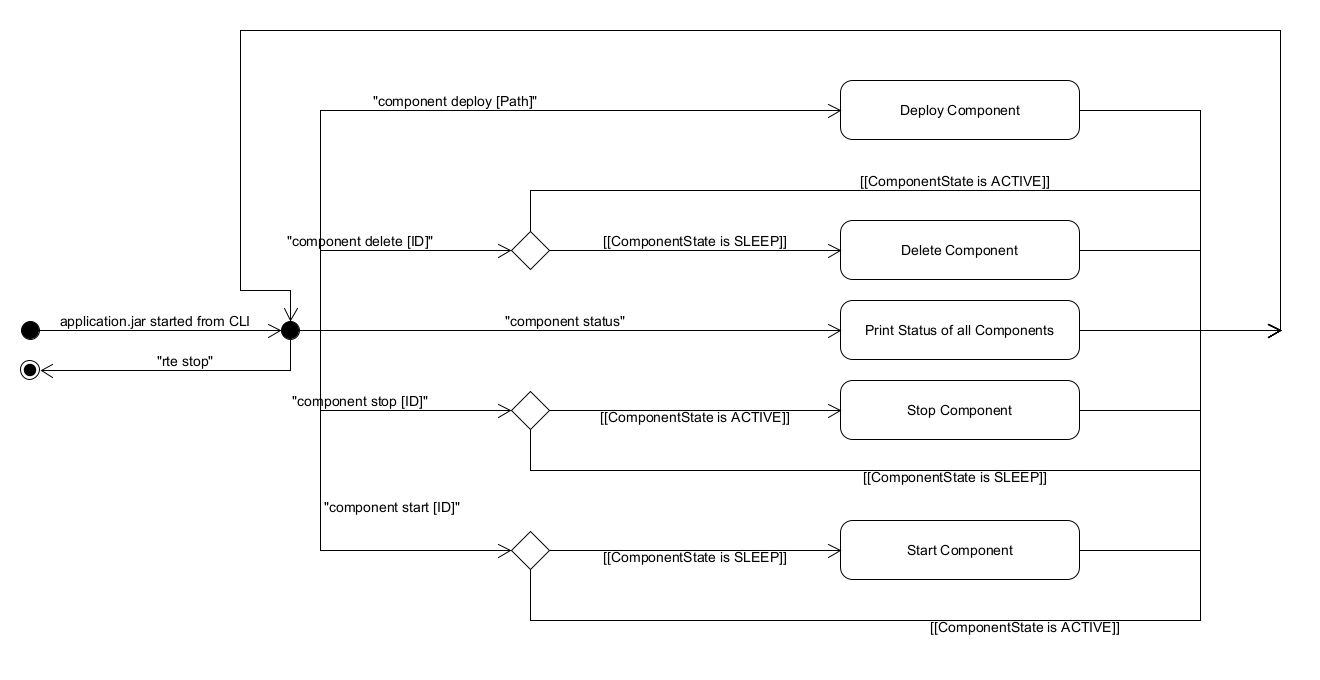 "component deploy [Path]"
Deploy Component
[[ComponentState is ACTIVE]]
"component delete [ID]"
[[ComponentState is SLEEP]]
Delete Component
application.jar started from CLI
"component status"
Print Status of all Components
"rte stop"
"component stop [ID]"
[[ComponentState is ACTIVE]]
Stop Component
[[ComponentState is SLEEP]]
"component start [ID]"
[[ComponentState is SLEEP]]
Start Component
[[ComponentState is ACTIVE]]